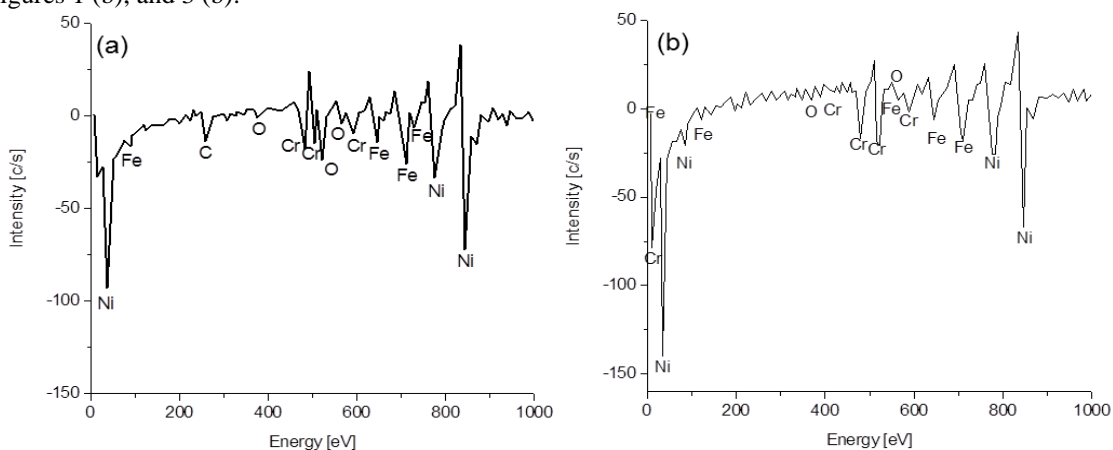 igures 1 (b), and 3 (b).
(a)
50
0
-50
-100
-150
Intensity [c/s]
0 200 400 600 800 1000
Energy [eV]
Fe
C
O
Cr
Cr
O
O
Cr
Fe
Fe
Fe
Ni
Ni
Ni
(b)
50
0
-50
-100
-150
Intensity [c/s]
0 200 400 600 800 1000
Energy [eV]
Fe
Cr
Ni
Ni
Fe
O
Cr
Cr
Cr
O
Fe
Cr
Fe
Fe
Ni
Ni